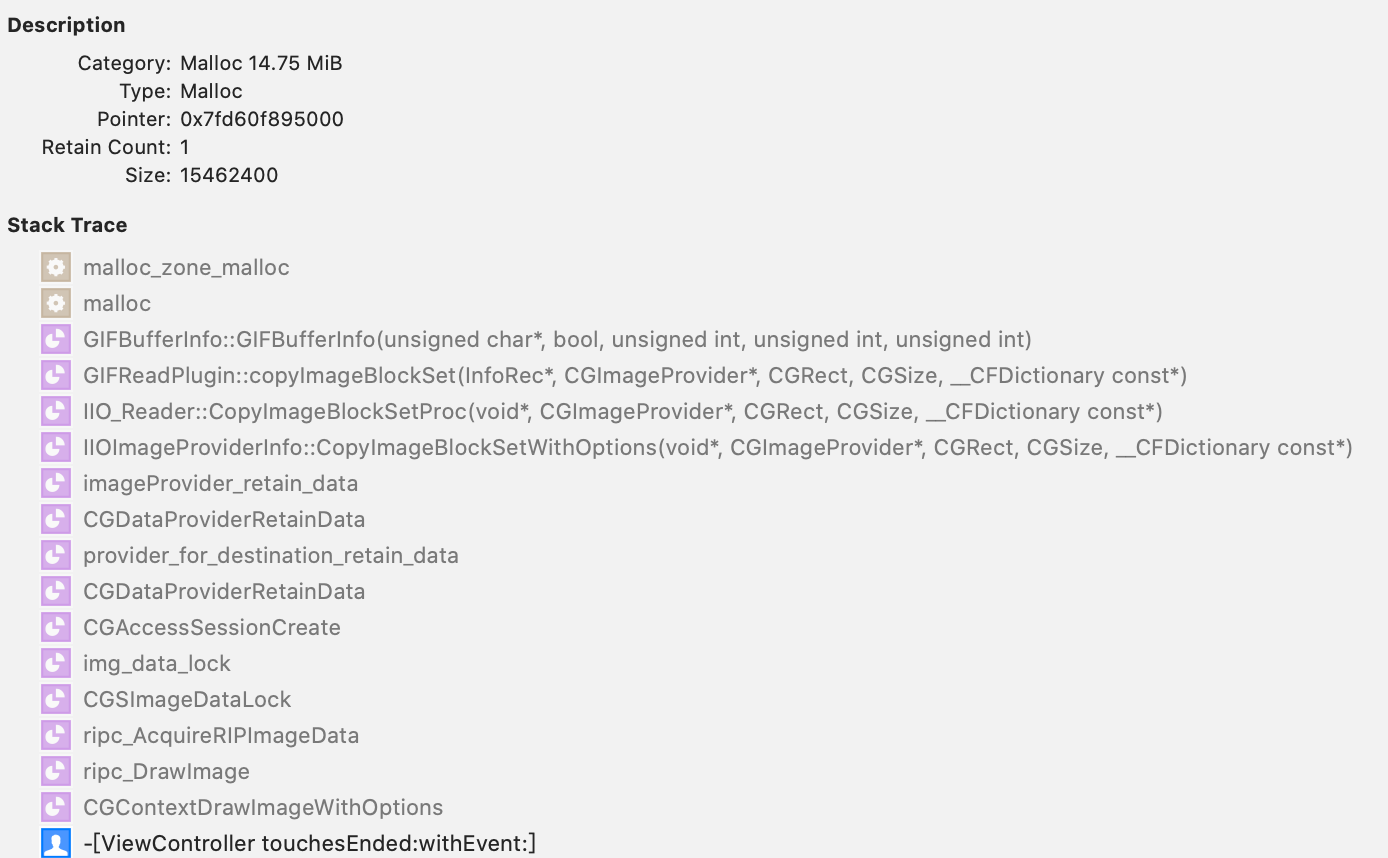 Description
Category: Malloc 14.75 MiB
Type: Malloc
Pointer: 0x7fd60f895000
Retain Count: 1
Size: 15462400
Stack Trace
malloc_zone_malloc
malloc
GIFBufferInfo::GIFBufferInfo(unsigned char*, bool, unsigned int, unsigned int, unsigned int)
GIFReadPlugin::copyImageBlockSet(InfoRec*, CGImageProvider*, CGRect, CGSize, __CFDictionary const*)
IIO_Reader::CopyImageBlockSetProc(void*, CGImageProvider*, CGRect, CGSize, __CFDictionary const*)
IIOImageProviderInfo::CopyImageBlockSetWithOptions(void*, CGImageProvider*, CGRect, CGSize, __CFDictionary const*)
imageProvider_retain_data
CGDataProviderRetainData
provider_for_destination_retain_data
CGDataProviderRetainData
CGAccessSessionCreate
img_data_lock
CGSImageDataLock
ripc_AcquireRIPImageData
ripc_DrawImage
CGContextDrawImageWithOptions
-[ViewController touchesEnded:withEvent:]